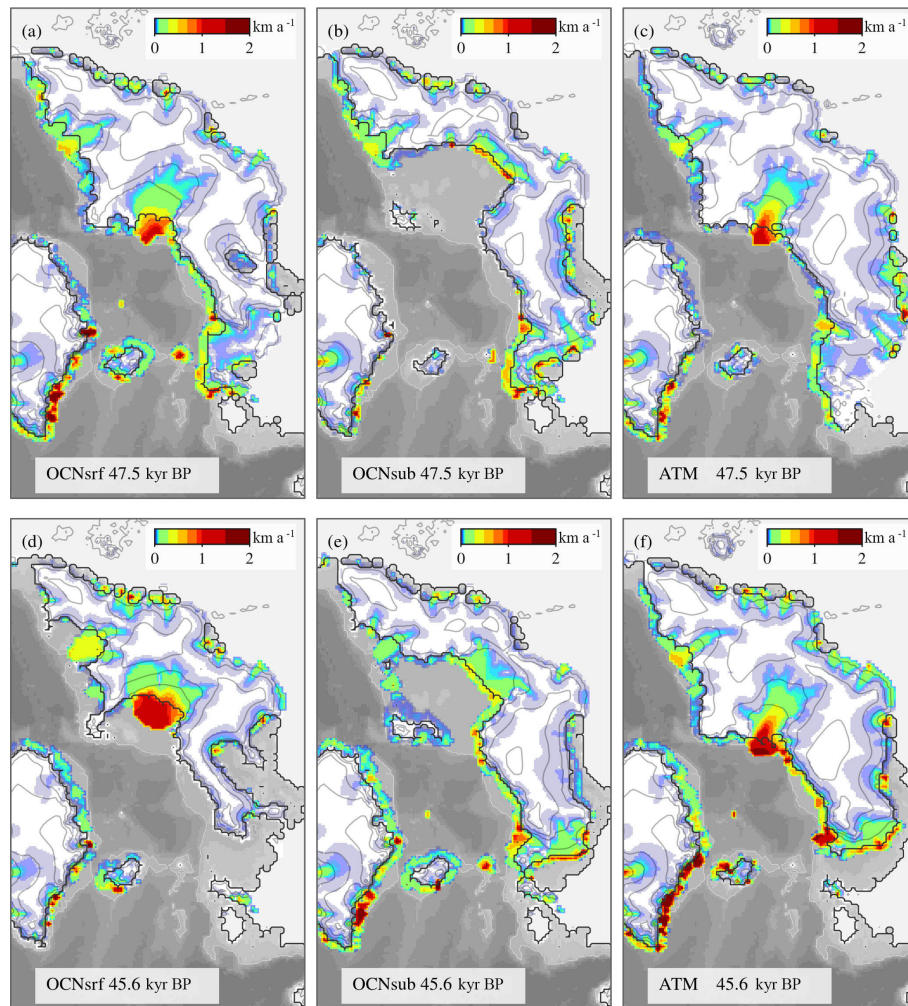 (a) km a⁻¹
0 1 2
OCNsrf 47.5 kyr BP
(b) km a⁻¹
0 1 2
OCNsub 47.5 kyr BP
(c) km a⁻¹
0 1 2
ATM 47.5 kyr BP
(d) km a⁻¹
0 1 2
OCNsrf 45.6 kyr BP
(e) km a⁻¹
0 1 2
OCNsub 45.6 kyr BP
(f) km a⁻¹
0 1 2
ATM 45.6 kyr BP